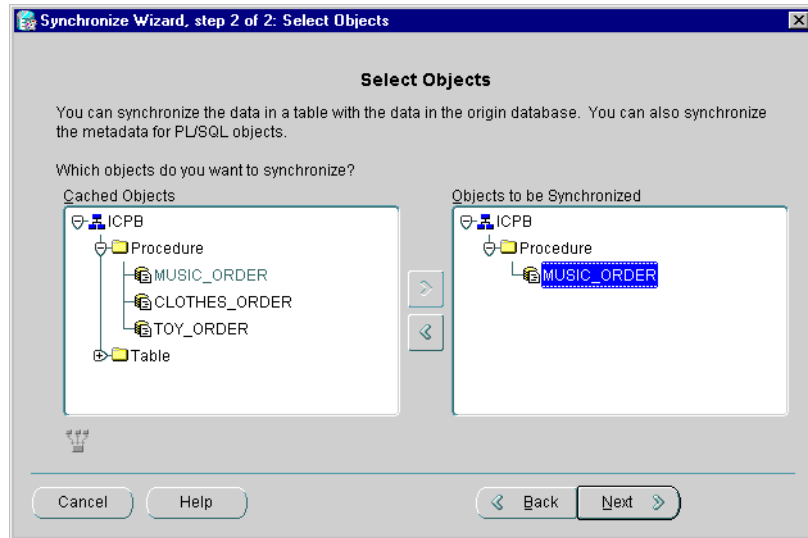 Synchronize Wizard, step 2 of 2: Select Objects
Select Objects
You can synchronize the data in a table with the data in the origin database. You can also synchronize
the metadata for PL/SQL objects.
Which objects do you want to synchronize?
Cached Objects
ICPB
Procedure
MUSIC_ORDER
CLOTHES_ORDER
TOY_ORDER
Table
Objects to be Synchronized
ICPB
Procedure
MUSIC_ORDER
Cancel
Help
Back
Next